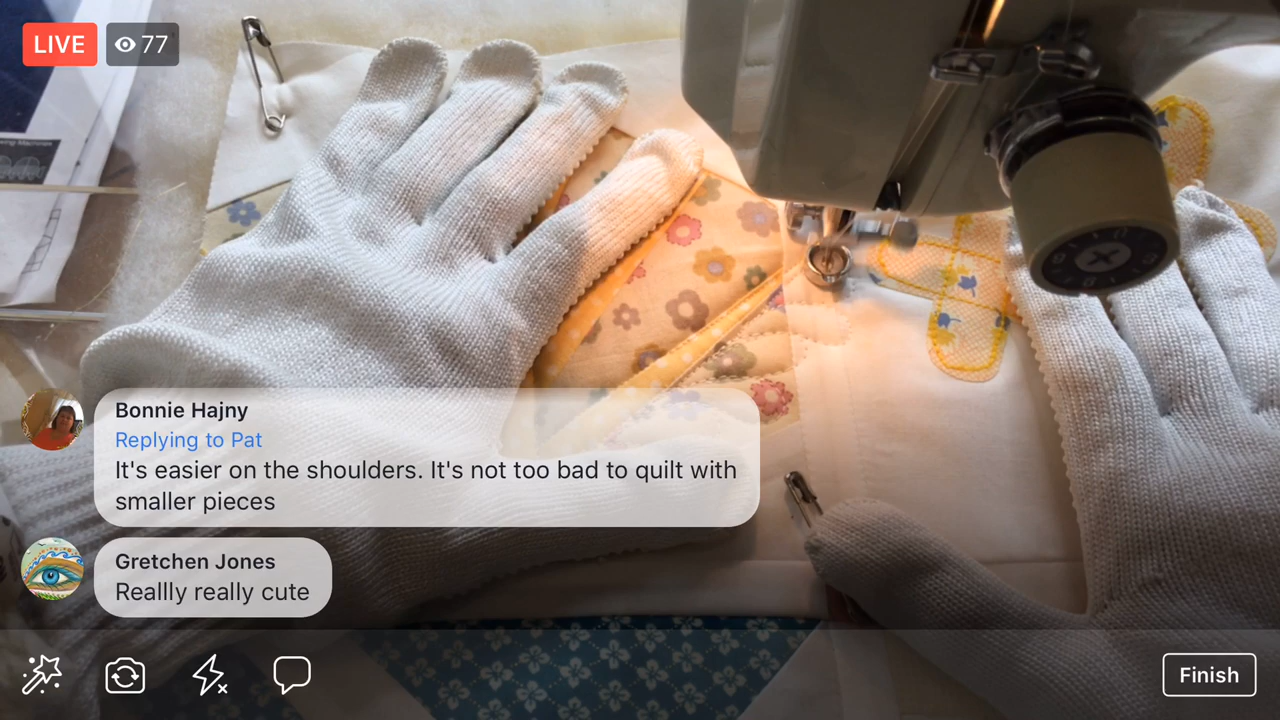 LIVE 77
Bonnie Hajny
Replying to Pat
It's easier on the shoulders. It's not too bad to quilt with
smaller pieces
Gretchen Jones
Reallly really cute
Finish